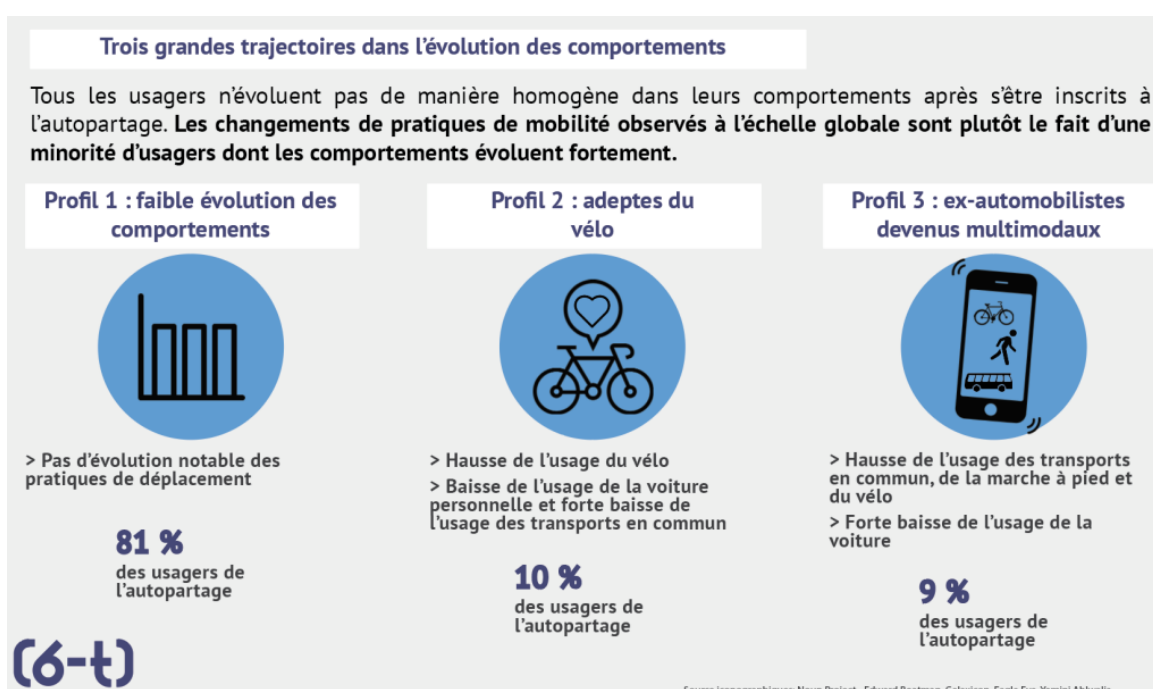 Trois grandes trajectoires dans l’évolution des comportements
Tous les usagers n’évoluent pas de manière homogène dans leurs comportements après s’être inscrits à
l’autopartage. Les changements de pratiques de mobilité observés à l’échelle globale sont plutôt le fait d’une
minorité d’usagers dont les comportements évoluent fortement.
Profil 1 : faible évolution des
comportements
> Pas d’évolution notable des
pratiques de déplacement
81 %
des usagers de
l’autopartage
Profil 2 : adeptes du
vélo
> Hausse de l’usage du vélo
> Baisse de l’usage de la voiture
personnelle et forte baisse de
l’usage des transports en commun
10 %
des usagers de
l’autopartage
Profil 3 : ex-automobilistes
devenus multimodaux
> Hausse de l’usage des transports
en commun, de la marche à pied et
du vélo
> Forte baisse de l’usage de la
voiture
9 %
des usagers de
l’autopartage
(6-t)